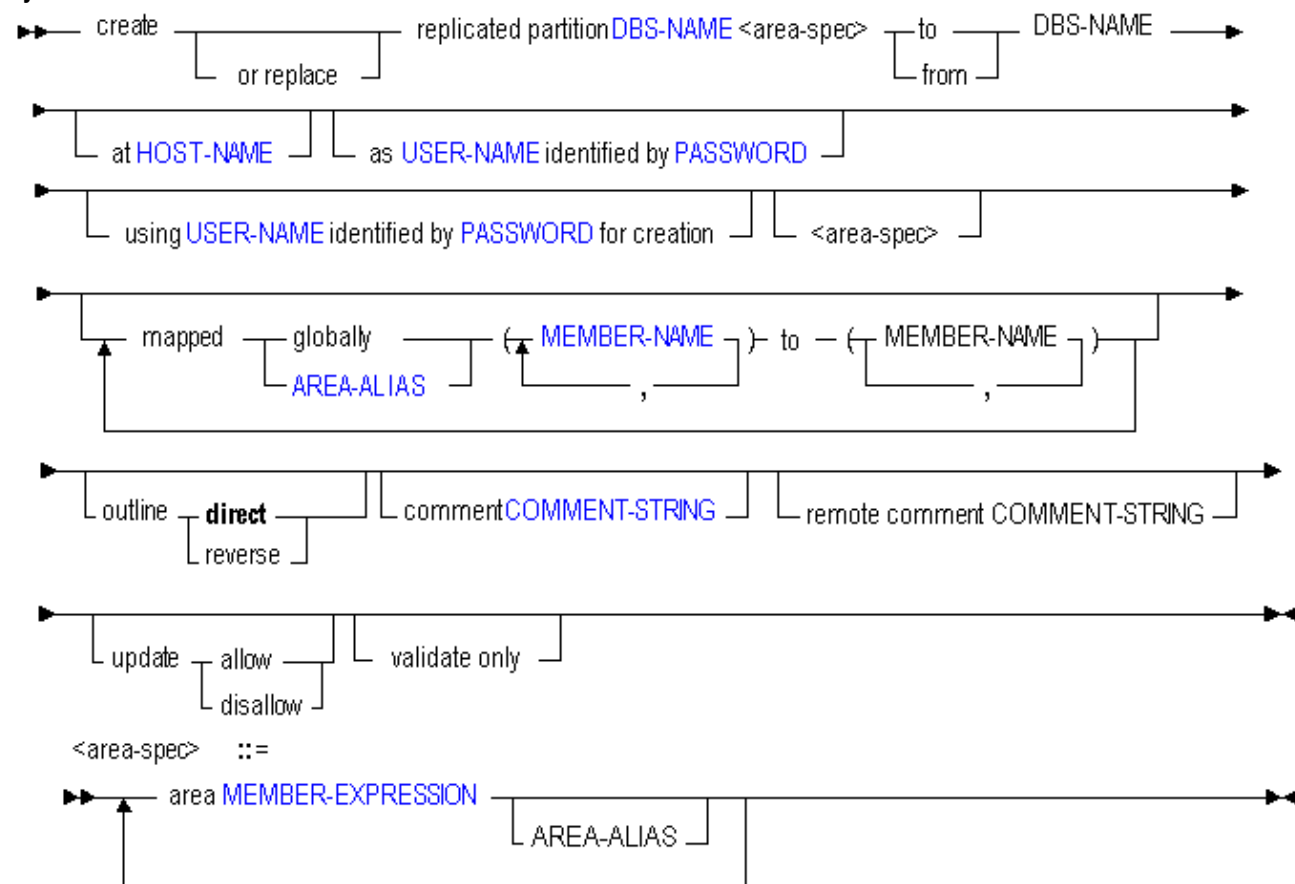 create replicated partition DBS-NAME <area-spec> to DBS-NAME
or replace from
at HOST-NAME as USER-NAME identified by PASSWORD
using USER-NAME identified by PASSWORD for creation <area-spec>
mapped globally ( MEMBER-NAME ) to ( MEMBER-NAME )
AREA-ALIAS , ,
outline direct comment COMMENT-STRING remote comment COMMENT-STRING
reverse
update allow validate only
disallow
<area-spec> ::=
area MEMBER-EXPRESSION
AREA-ALIAS